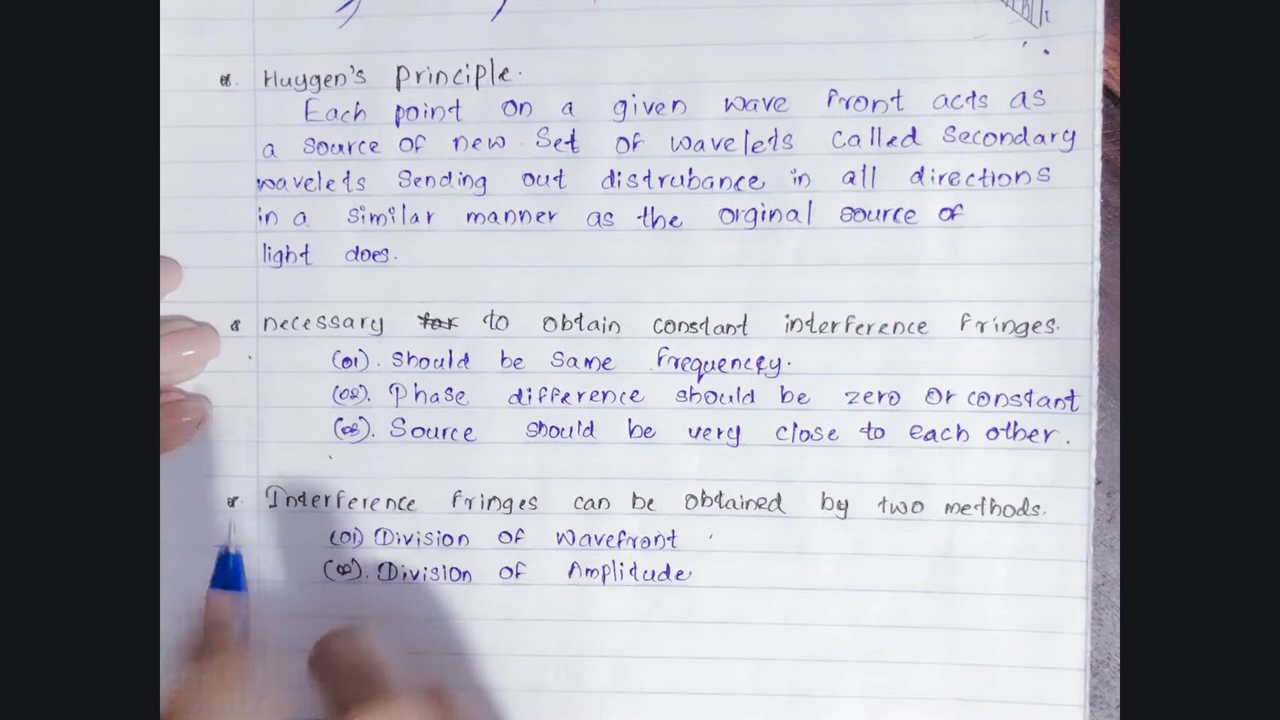 Huygen's Principle.
Each point on a given wave front acts as
a source of new set of wavelets called secondary
wavelets sending out distrubance in all directions
in a similar manner as the orginal source of
light does.
necessary for to obtain constant interference fringes.
(01). should be same frequency.
(02). Phase difference should be zero or constant
(03). Source should be very close to each other.
Interference fringes can be obtained by two methods.
(01) Division of Wavefront
(02). Division of Amplitude